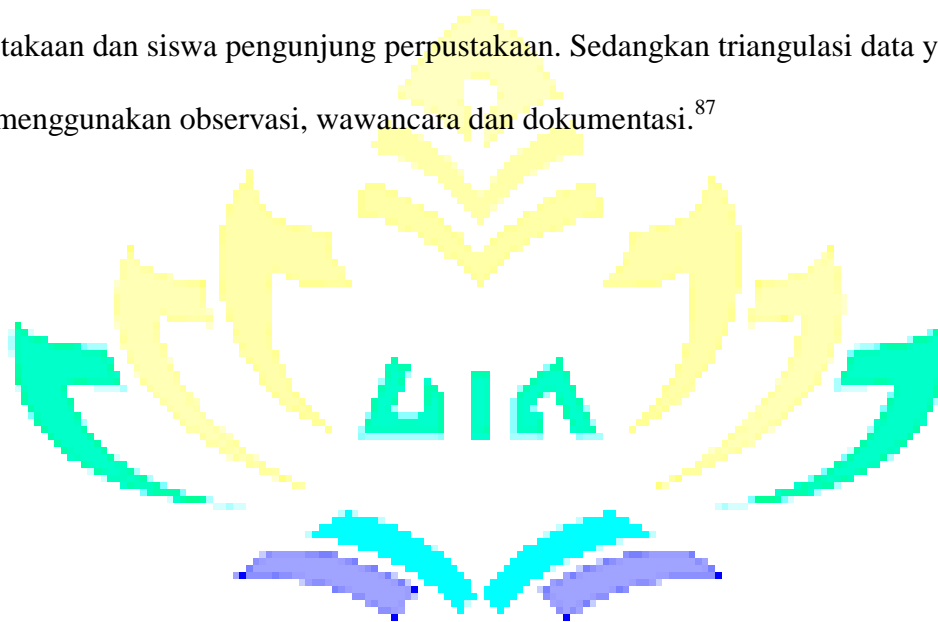 takaan dan siswa pengunjung perpustakaan. Sedangkan triangulasi data y
menggunakan observasi, wawancara dan dokumentasi.87